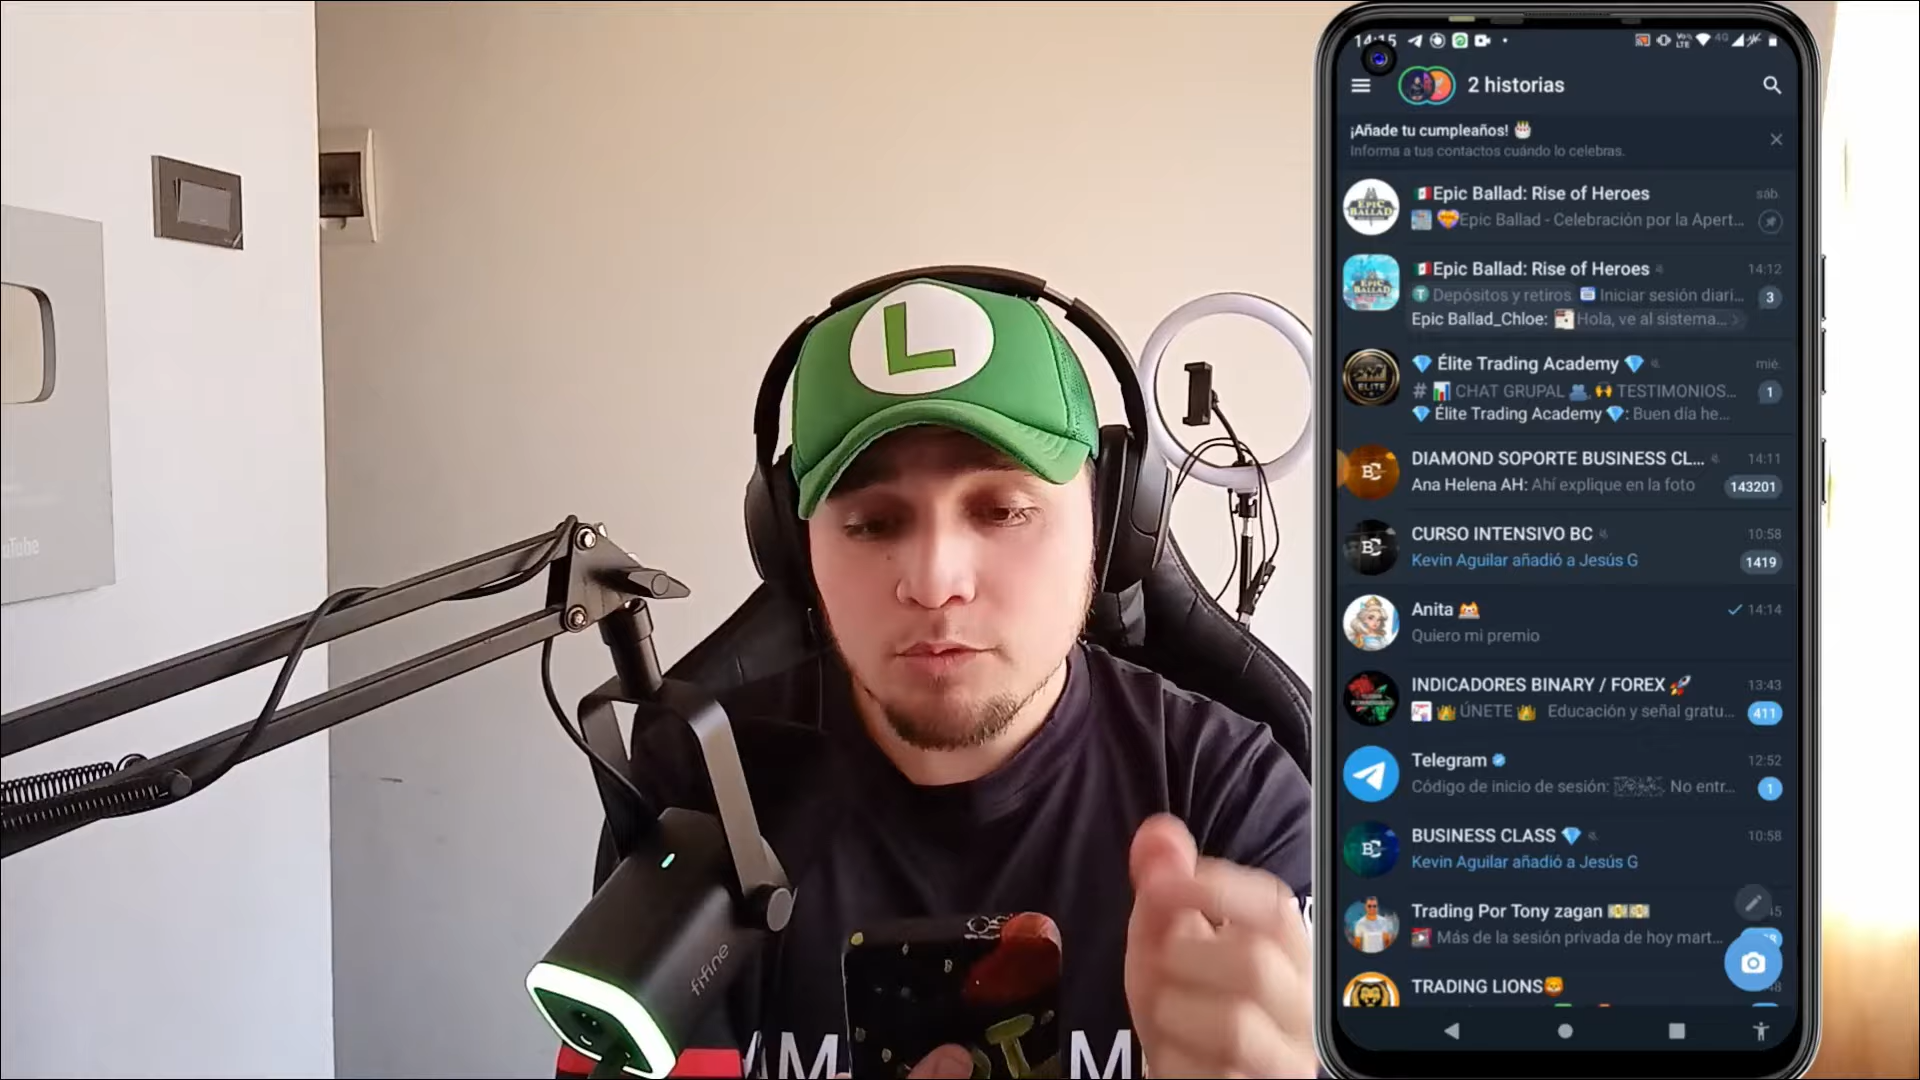 14:15
2 historias
¡Añade tu cumpleaños! 🎂
Informa a tus contactos cuándo lo celebras.
🇲🇽Epic Ballad: Rise of Heroes
sáb.
Epic Ballad - Celebración por la Apert...
🇲🇽Epic Ballad: Rise of Heroes
14:12
Depósitos y retiros Iniciar sesión diari...
3
Epic Ballad_Chloe: Hola, ve al sistema...
💎 Élite Trading Academy 💎
mié.
# 📊 CHAT GRUPAL 👥, 🙌 TESTIMONIOS...
1
💎 Élite Trading Academy 💎: Buen día he...
DIAMOND SOPORTE BUSINESS CL...
14:11
Ana Helena AH: Ahí explique en la foto
143201
CURSO INTENSIVO BC
10:58
Kevin Aguilar añadió a Jesús G
1419
Anita
14:14
Quiero mi premio
INDICADORES BINARY / FOREX 🚀
13:43
👑 ÚNETE 👑 Educación y señal gratu...
411
Telegram
12:52
Código de inicio de sesión: No entr...
1
BUSINESS CLASS 💎
10:58
Kevin Aguilar añadió a Jesús G
Trading Por Tony zagan
Más de la sesión privada de hoy mart...
TRADING LIONS🦁
L
fifine
EPIC
BALLAD
ELITE
BC